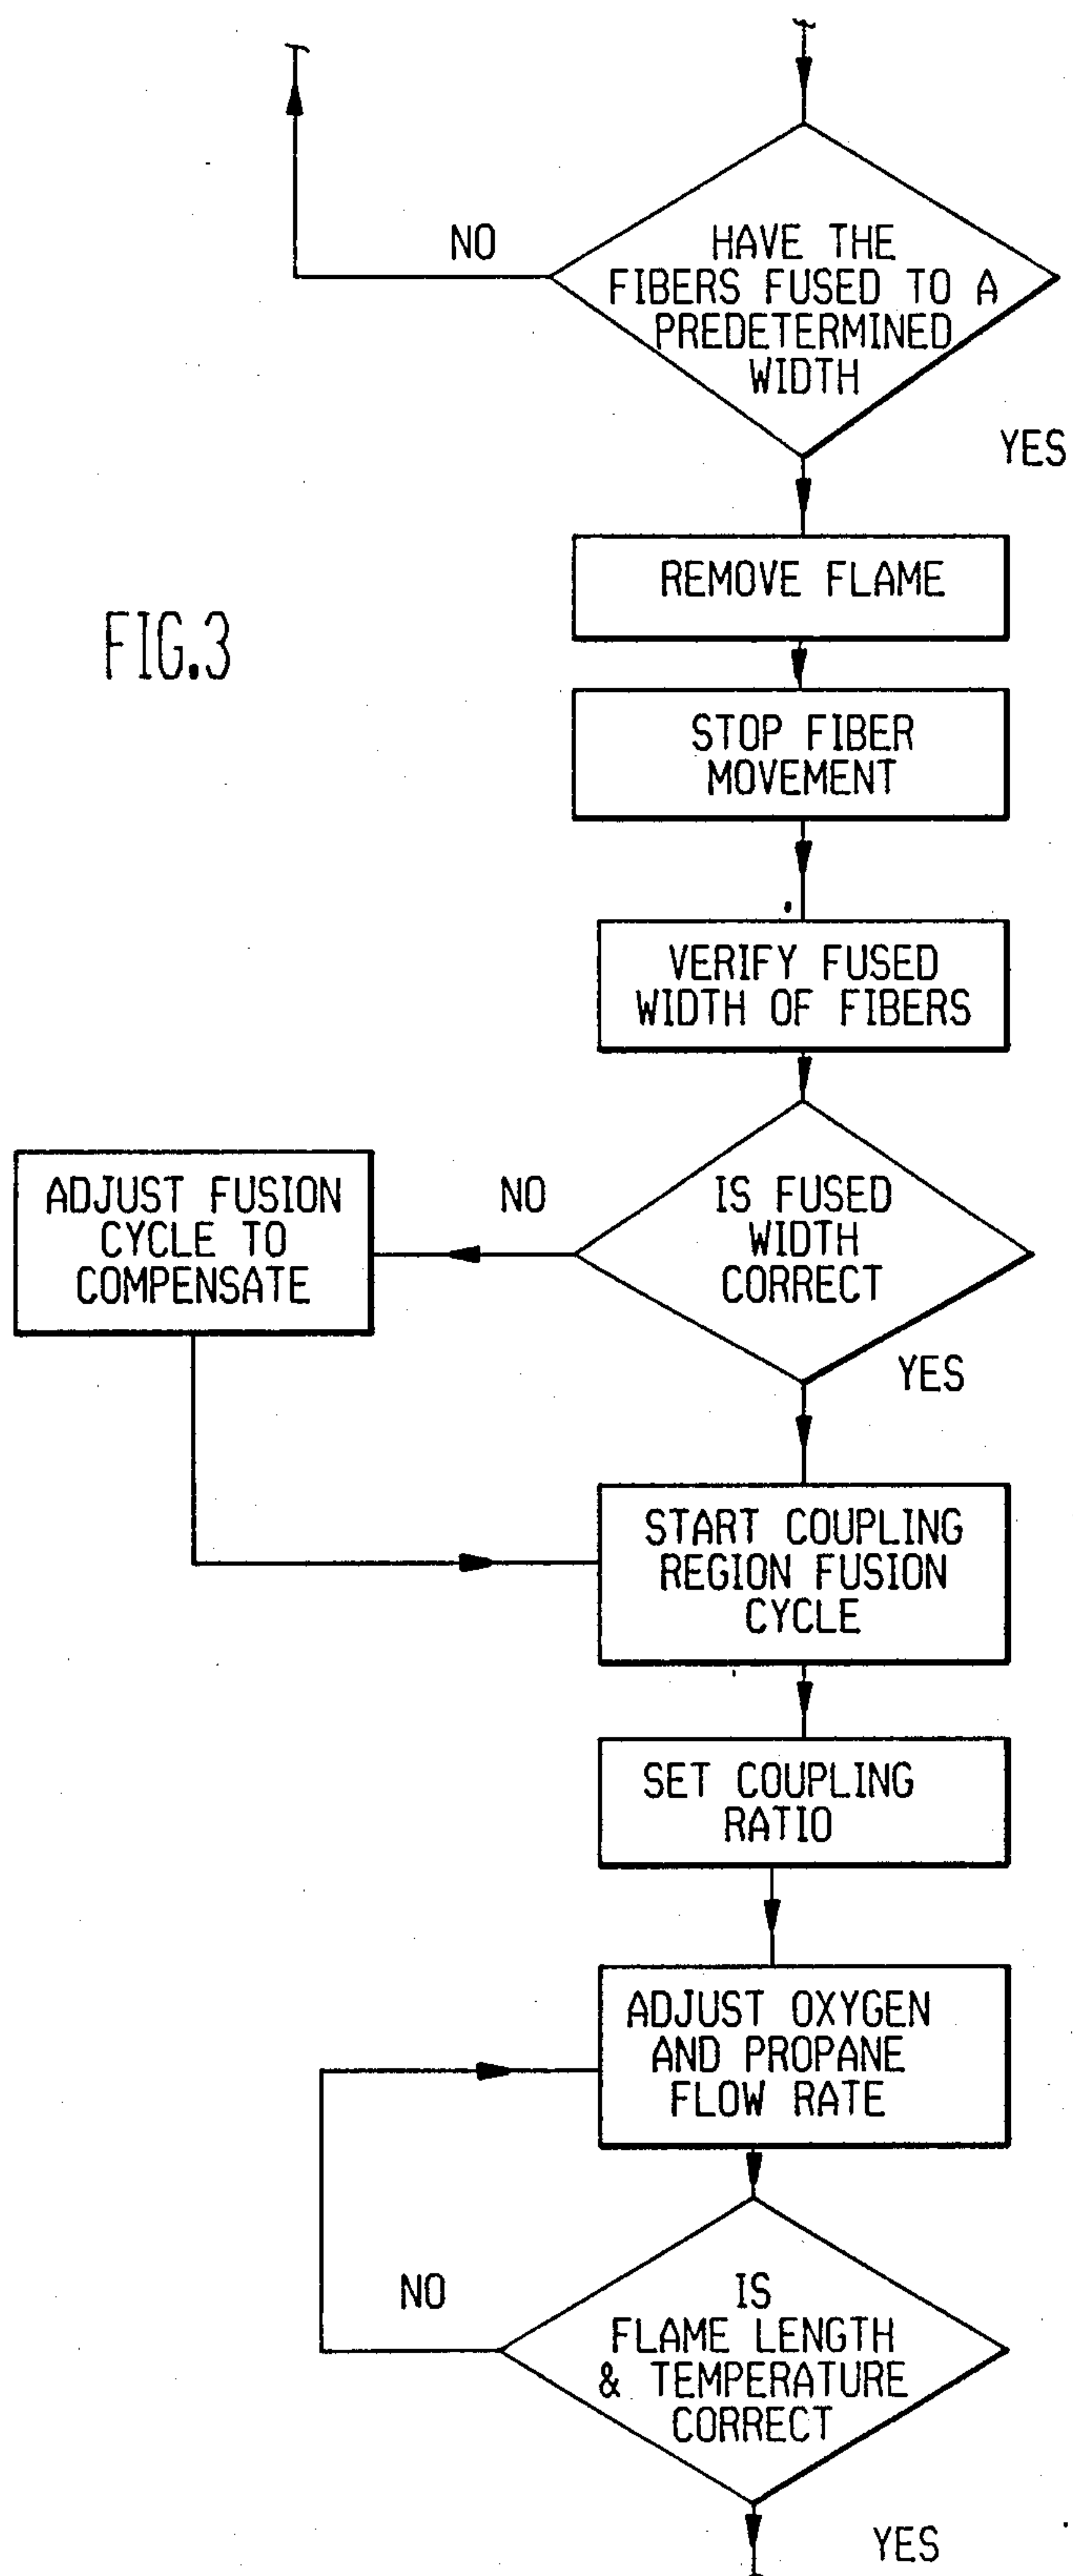 NO
HAVE THE
FIBERS FUSED TO A
PREDETERMINED
WIDTH
YES
REMOVE FLAME
FIG.3
STOP FIBER
MOVEMENT
VERIFY FUSED
WIDTH OF FIBERS
ADJUST FUSION
CYCLE TO
COMPENSATE
NO
IS FUSED
WIDTH
CORRECT
YES
START COUPLING
REGION FUSION
CYCLE
SET COUPLING
RATIO
ADJUST OXYGEN
AND PROPANE
FLOW RATE
NO
IS
FLAME LENGTH
& TEMPERATURE
CORRECT
YES